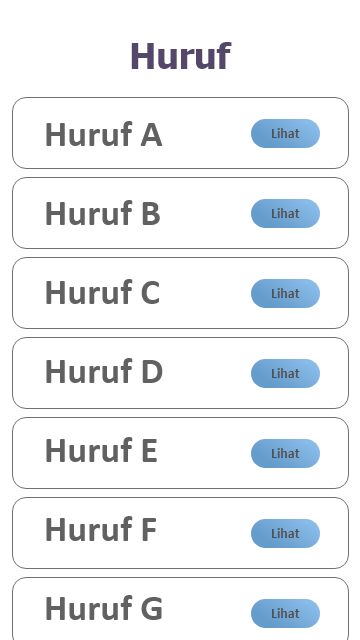 Huruf
Huruf A
Lihat
Huruf B
Lihat
Huruf C
Lihat
Huruf D
Lihat
Huruf E
Lihat
Huruf F
Lihat
Huruf G
Lihat